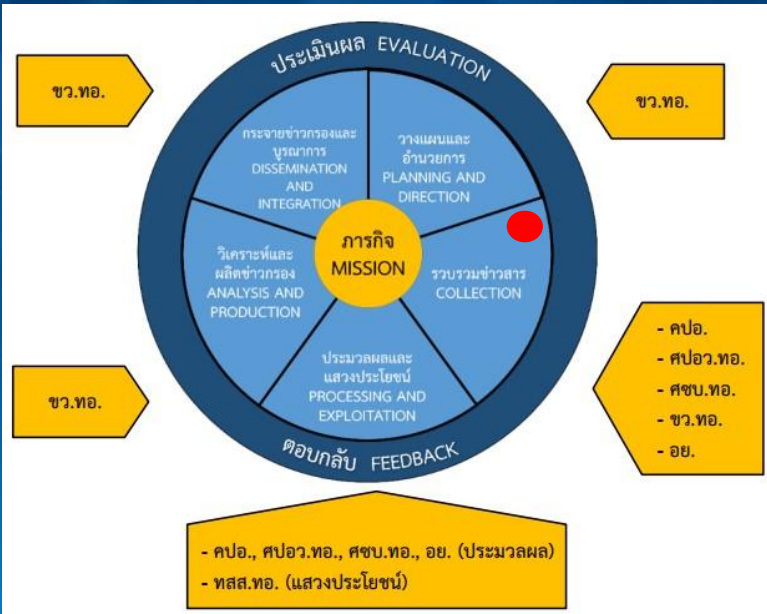 ประเมินผล EVALUATION
ขว.ทอ.
ขว.ทอ.
กระจายข่าวกรองและ
บูรณาการ
DISSEMINATION
AND
INTEGRATION
วางแผนและ
อำนวยการ
PLANNING AND
DIRECTION
ภารกิจ
MISSION
วิเคราะห์และ
ผลิตข่าวกรอง
ANALYSIS AND
PRODUCTION
รวบรวมข่าวสาร
COLLECTION
ประมวลผลและ
แสวงประโยชน์
PROCESSING AND
EXPLOITATION
- คปอ.
- ศปอว.ทอ.
- ศซบ.ทอ.
- ขว.ทอ.
- อย.
ขว.ทอ.
ตอบกลับ FEEDBACK
- คปอ., ศปอว.ทอ., ศซบ.ทอ., อย. (ประมวลผล)
- ทสส.ทอ. (แสวงประโยชน์)